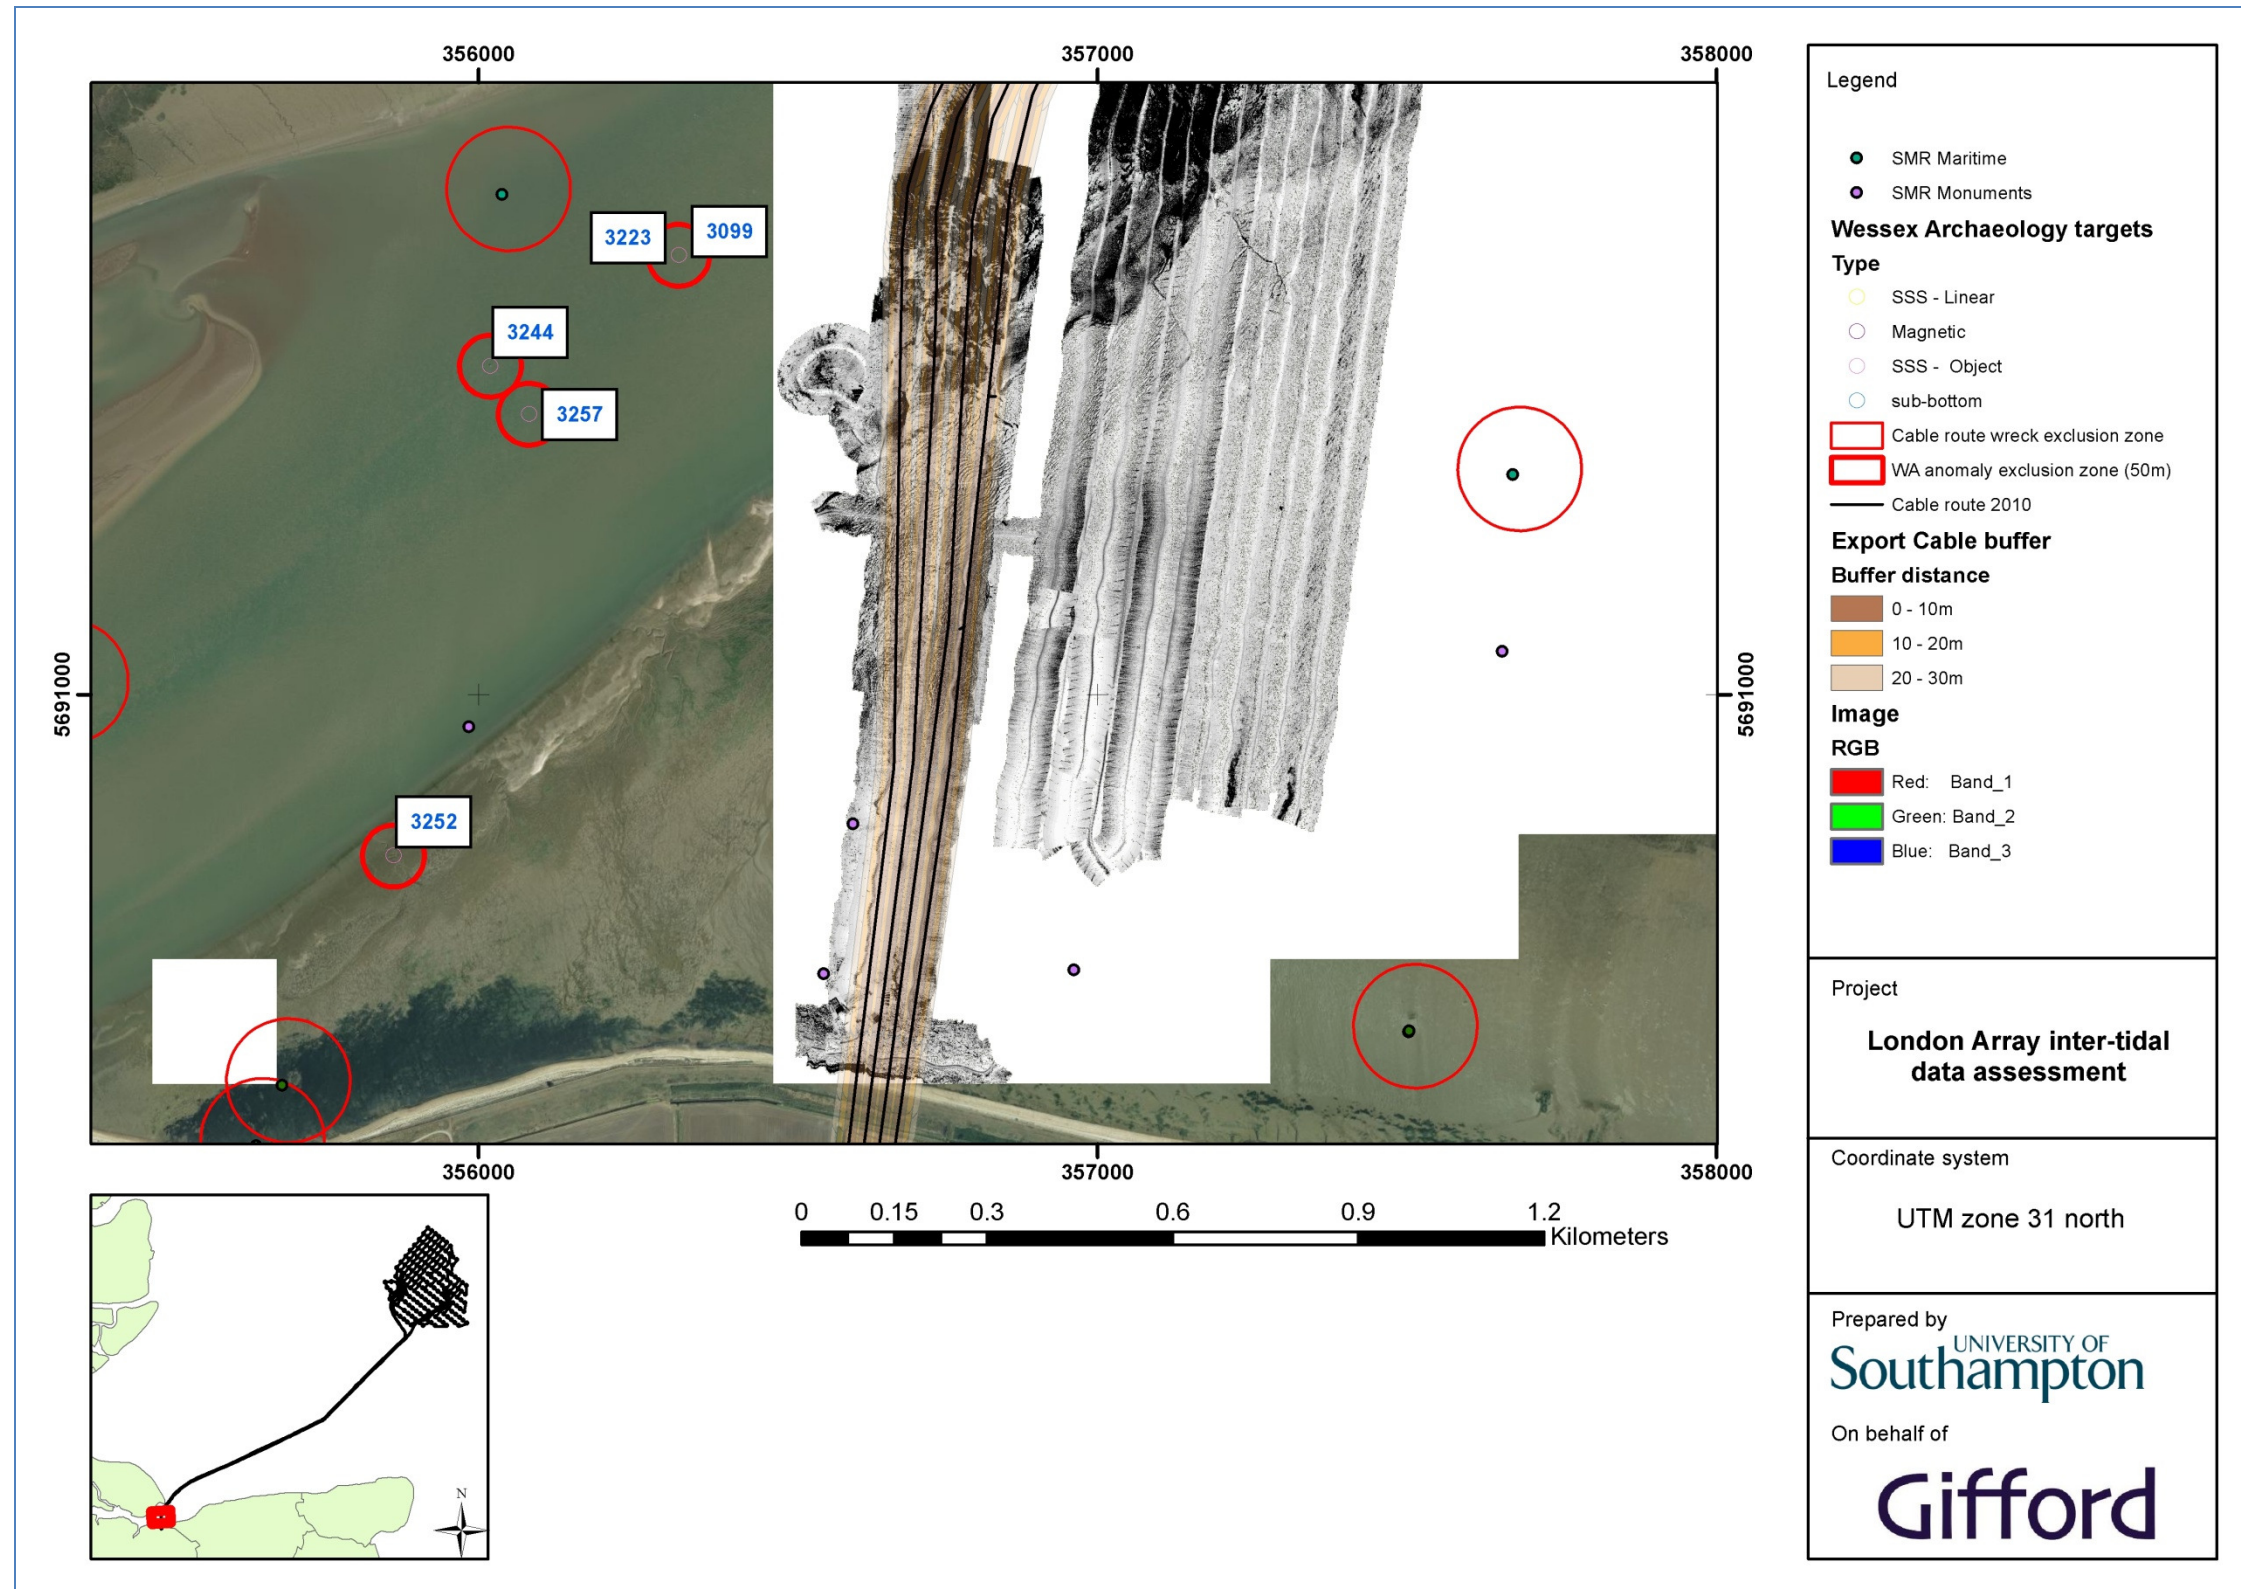 356000
357000
358000
3223
3099
3244
3257
3252
5691000
5691000
356000
357000
358000
0 0.15 0.3 0.6 0.9 1.2
Kilometers
N
Legend
SMR Maritime
SMR Monuments
Wessex Archaeology targets
Type
SSS - Linear
Magnetic
SSS - Object
sub-bottom
Cable route wreck exclusion zone
WA anomaly exclusion zone (50m)
Cable route 2010
Export Cable buffer
Buffer distance
0 - 10m
10 - 20m
20 - 30m
Image
RGB
Red: Band_1
Green: Band_2
Blue: Band_3
Project
London Array inter-tidal
data assessment
Coordinate system
UTM zone 31 north
Prepared by
UNIVERSITY OF
Southampton
On behalf of
Gifford